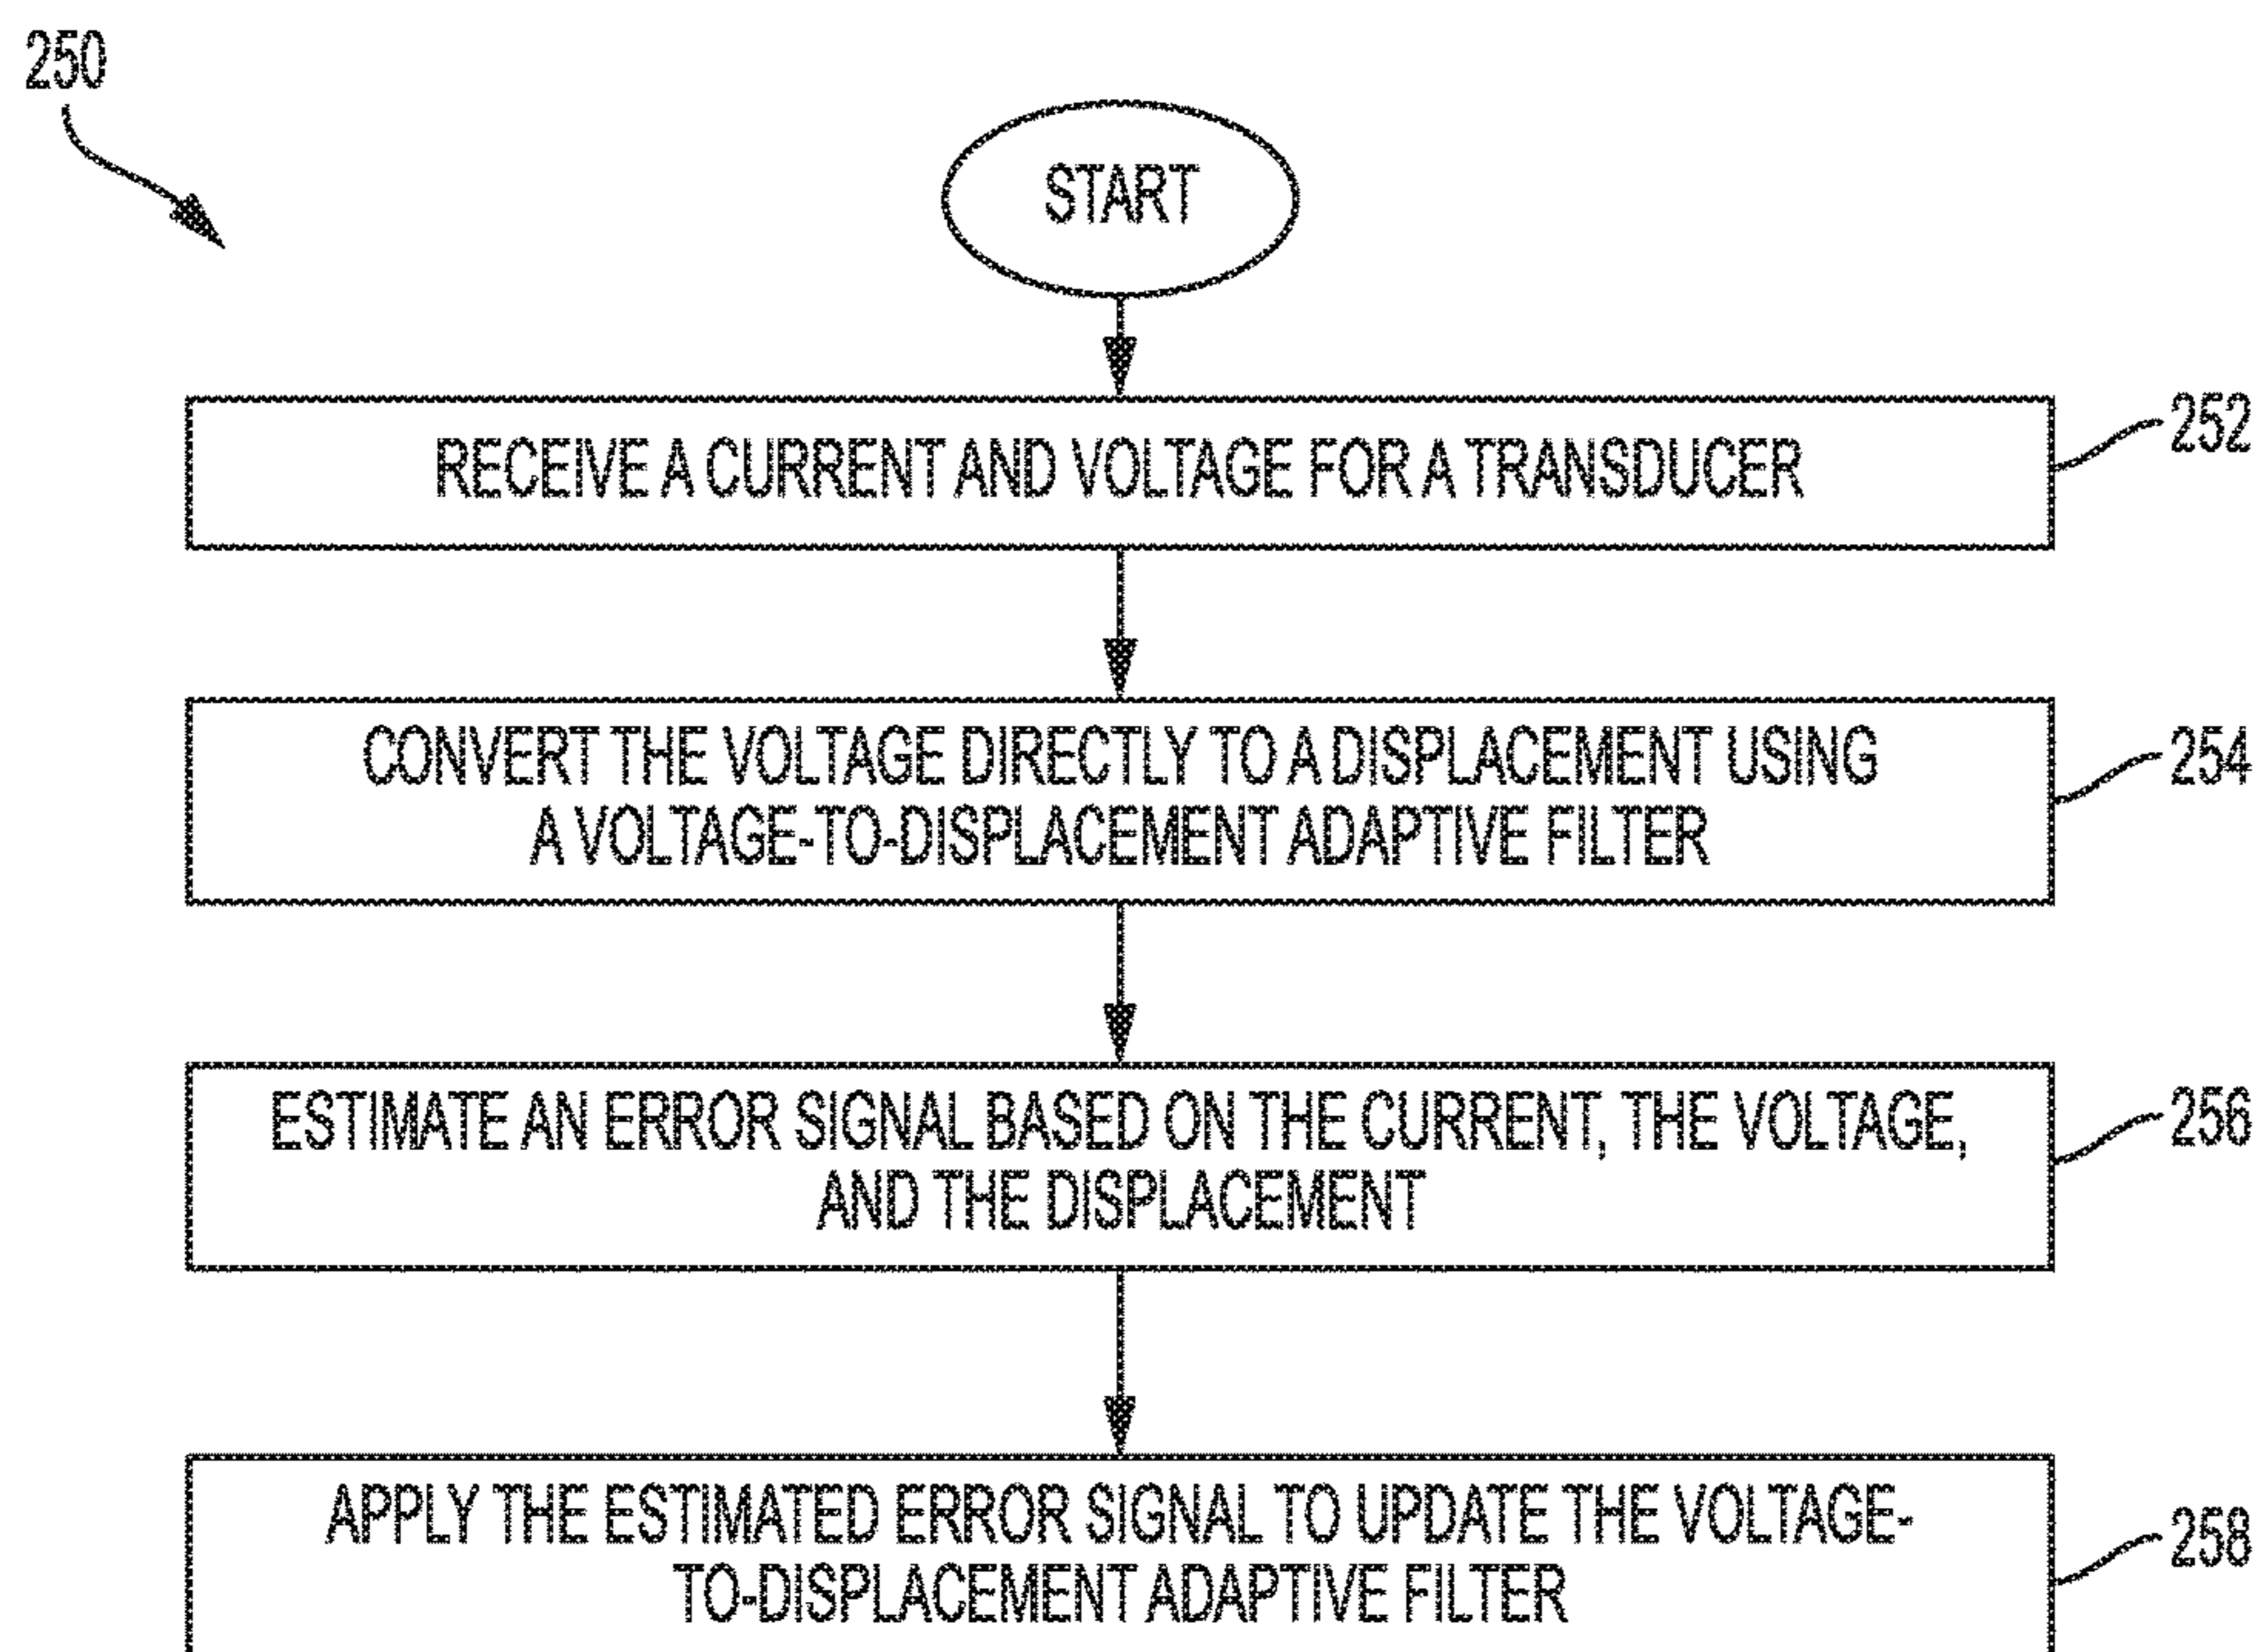 250
START
RECEIVE A CURRENT AND VOLTAGE FOR A TRANSDUCER
252
CONVERT THE VOLTAGE DIRECTLY TO A DISPLACEMENT USING
A VOLTAGE-TO-DISPLACEMENT ADAPTIVE FILTER
254
ESTIMATE AN ERROR SIGNAL BASED ON THE CURRENT, THE VOLTAGE,
AND THE DISPLACEMENT
256
APPLY THE ESTIMATED ERROR SIGNAL TO UPDATE THE VOLTAGE-
TO-DISPLACEMENT ADAPTIVE FILTER
258